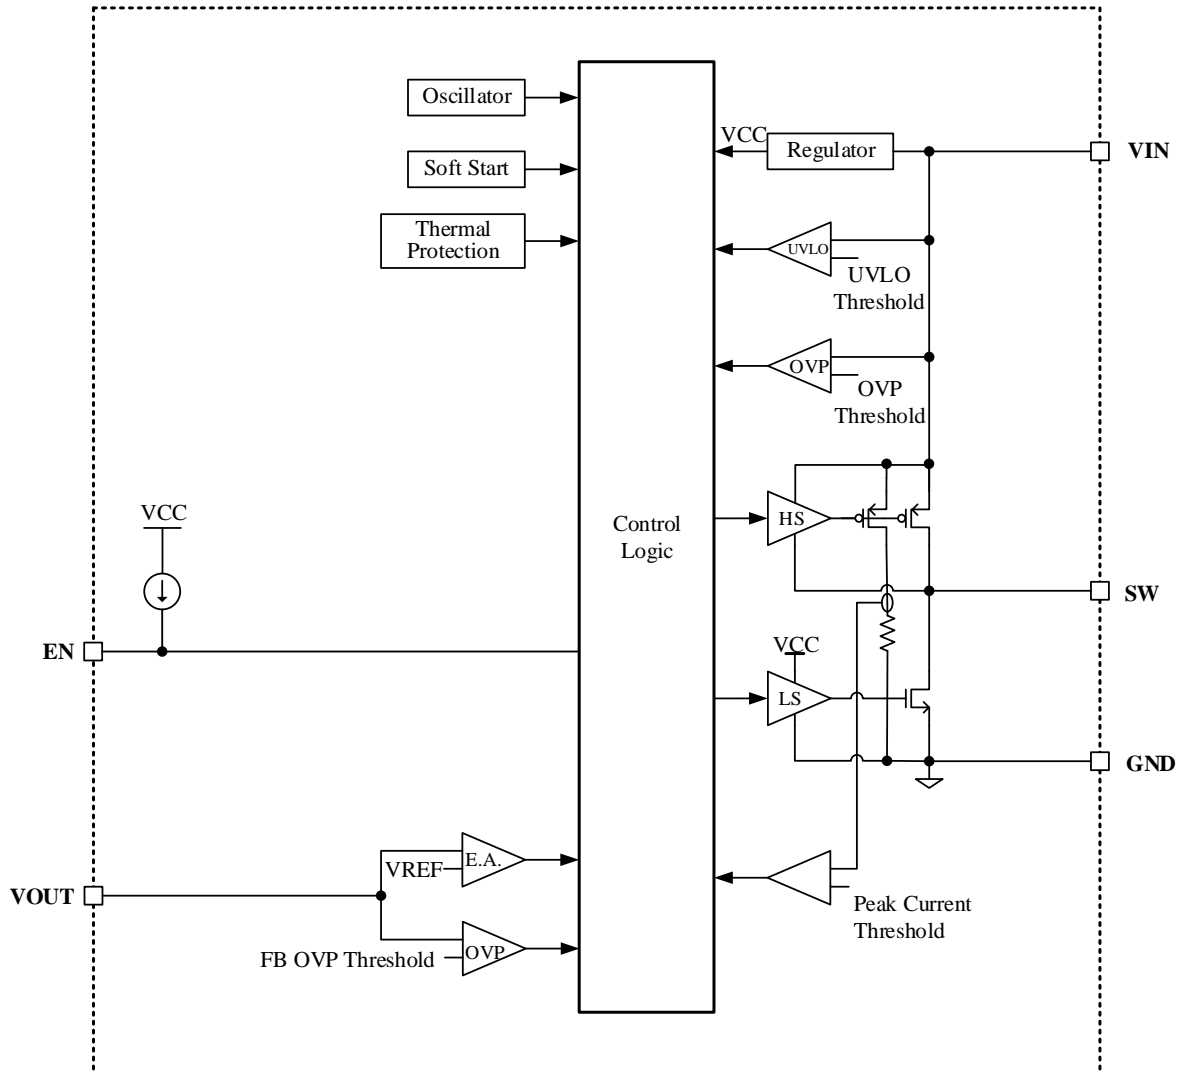 Oscillator
VCC
Regulator
VIN
Soft Start
Thermal
Protection
UVLO
UVLO
Threshold
OVP
OVP
Threshold
VCC
HS
Control
Logic
SW
EN
VCC
LS
GND
E.A.
VREF
VOUT
Peak Current
Threshold
OVP
FB OVP Threshold